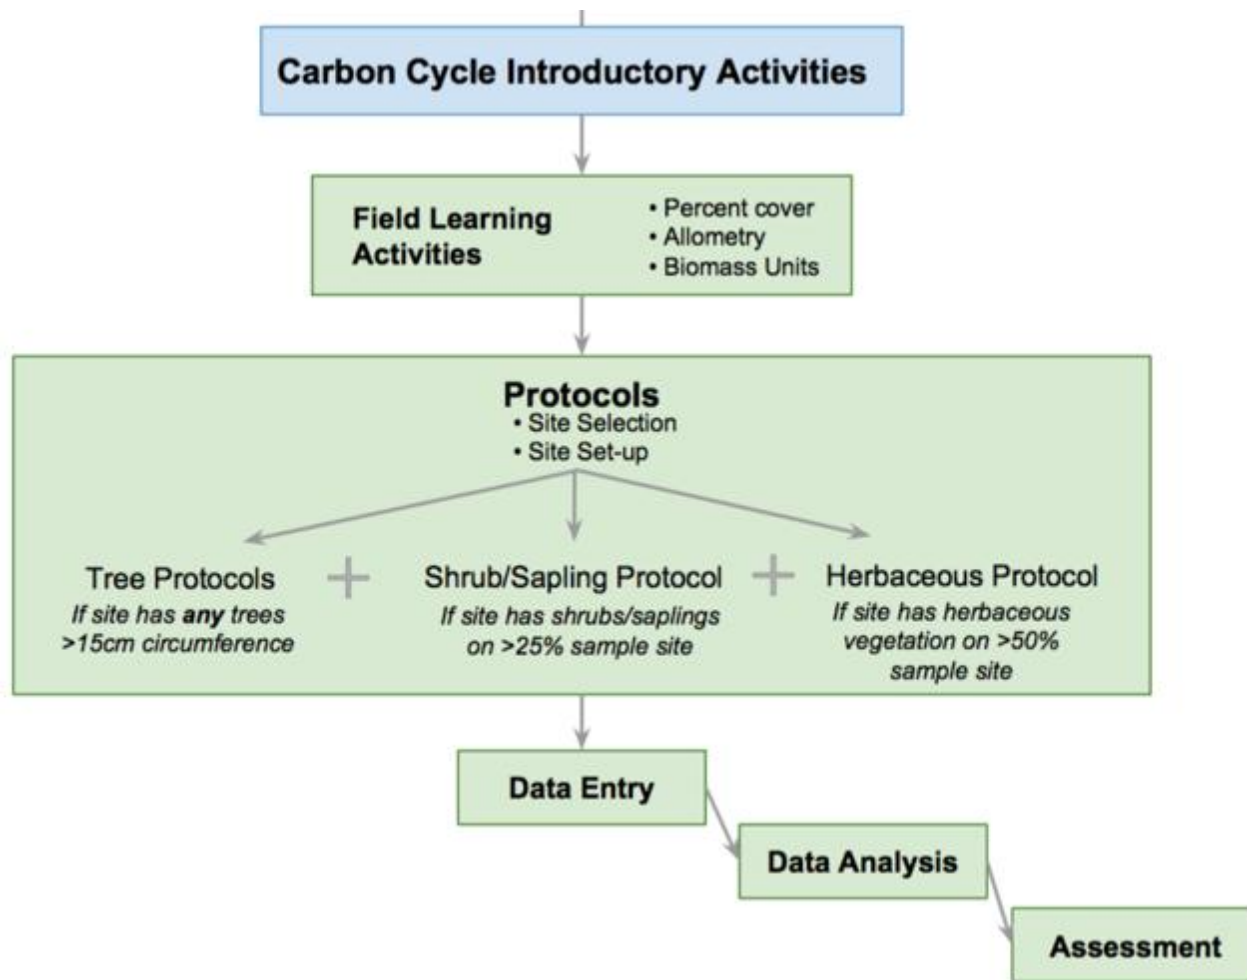 Carbon Cycle Introductory Activities
Field Learning
Activities
• Percent cover
• Allometry
• Biomass Units
Protocols
• Site Selection
• Site Set-up
Tree Protocols
If site has any trees
>15cm circumference
+
Shrub/Sapling Protocol
If site has shrubs/saplings
on >25% sample site
+
Herbaceous Protocol
If site has herbaceous
vegetation on >50%
sample site
Data Entry
Data Analysis
Assessment